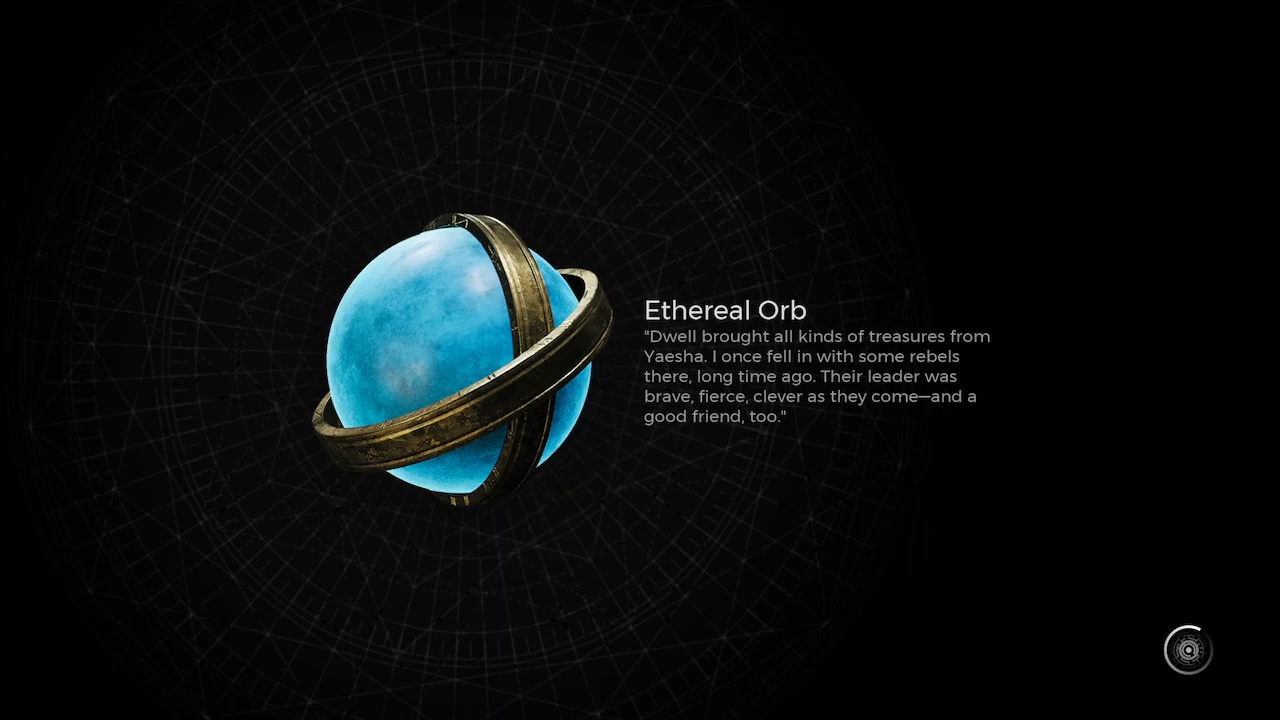 Ethereal Orb
"Dwell brought all kinds of treasures from
Yaesha. I once fell in with some rebels
there, long time ago. Their leader was
brave, fierce, clever as they come—and a
good friend, too."